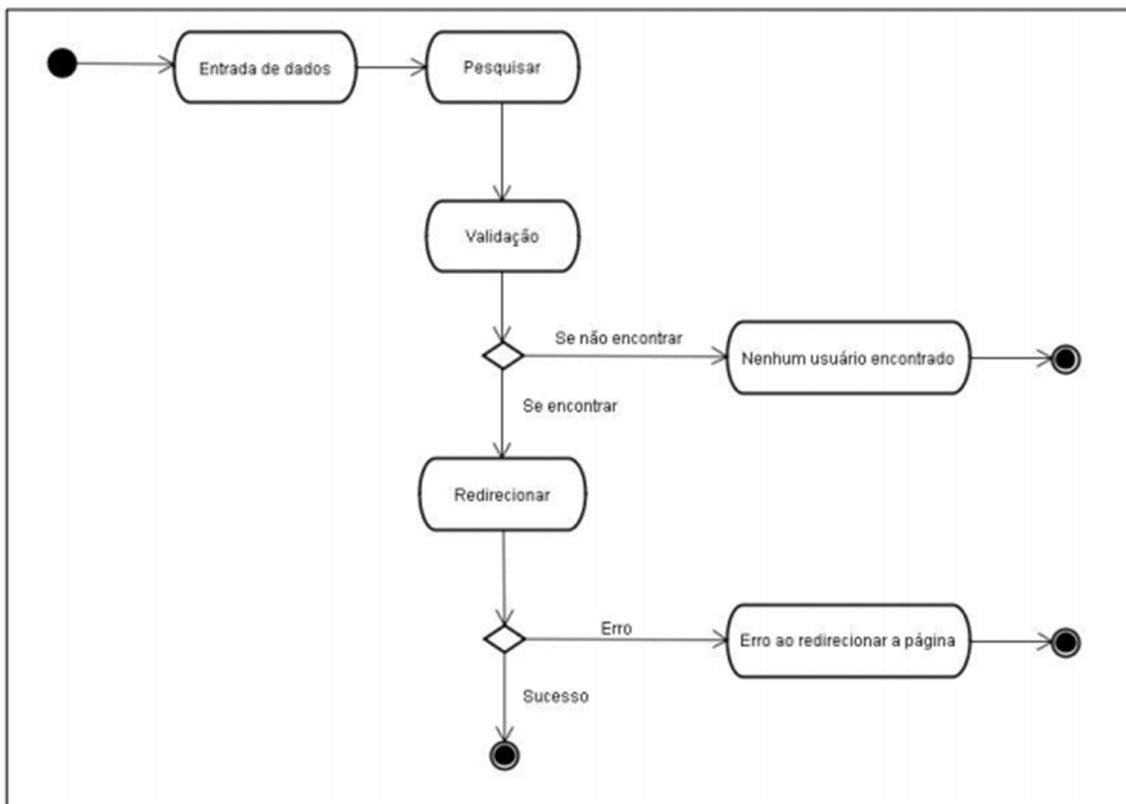 Entrada de dados
Pesquisar
Validação
Se não encontrar
Nenhum usuário encontrado
Se encontrar
Redirecionar
Erro
Erro ao redirecionar a página
Sucesso